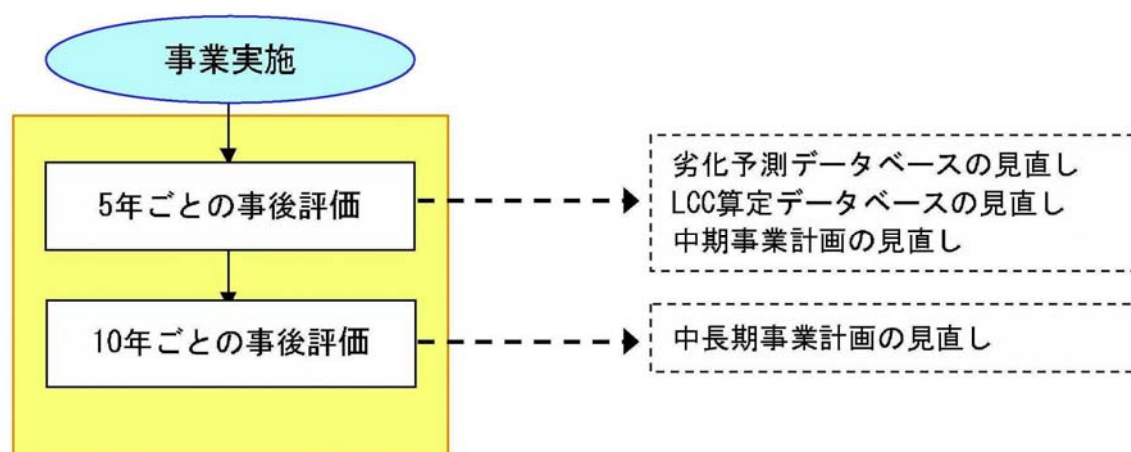 事業実施
5年ごとの事後評価
劣化予測データベースの見直し
LCC算定データベースの見直し
中期事業計画の見直し
10年ごとの事後評価
中長期事業計画の見直し